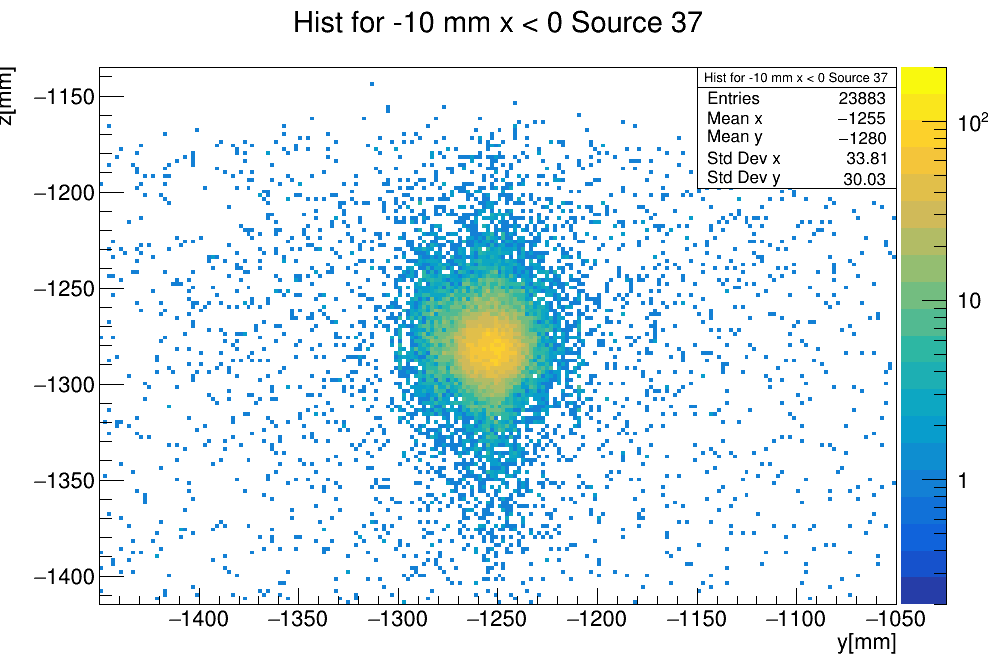 Hist for -10 mm x < 0 Source 37
z[mm]
Hist for -10 mm x < 0 Source 37
Entries 23883
Mean x −1255
Mean y −1280
Std Dev x 33.81
Std Dev y 30.03
−1150
−1200
−1250
−1300
−1350
−1400
10²
10
1
−1400 −1350 −1300 −1250 −1200 −1150 −1100 −1050
y[mm]